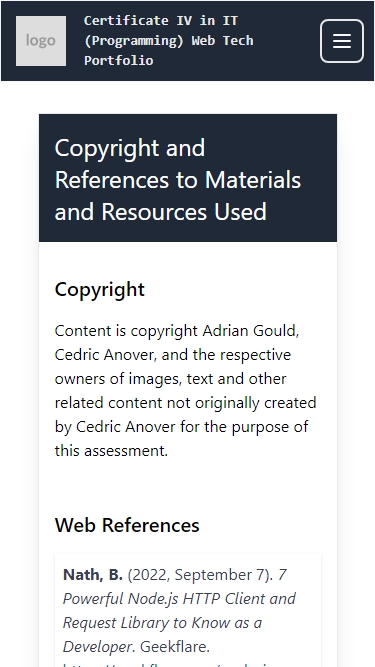 logo
Certificate IV in IT
(Programming) Web Tech
Portfolio
Copyright and
References to Materials
and Resources Used
Copyright
Content is copyright Adrian Gould,
Cedric Anover, and the respective
owners of images, text and other
related content not originally created
by Cedric Anover for the purpose of
this assessment.
Web References
Nath, B. (2022, September 7). 7
Powerful Node.js HTTP Client and
Request Library to Know as a
Developer. Geekflare.